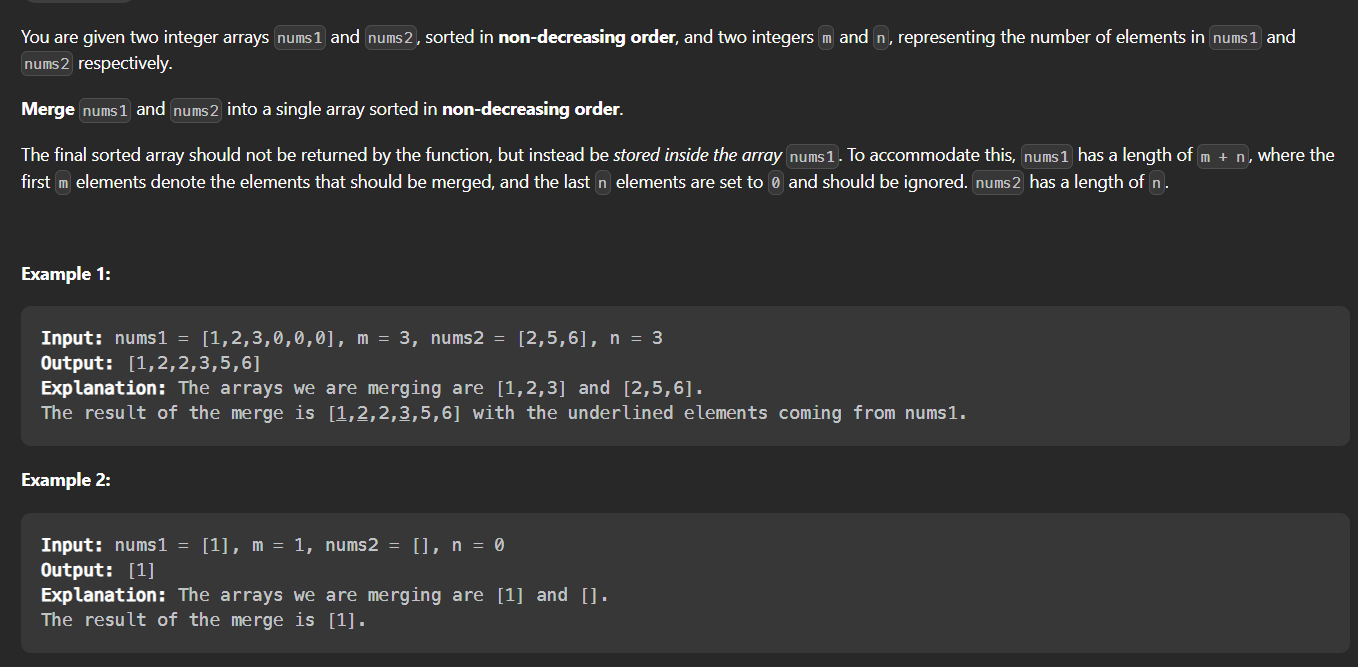 You are given two integer arrays nums1 and nums2, sorted in non-decreasing order, and two integers m and n, representing the number of elements in nums1 and
nums2 respectively.
Merge nums1 and nums2 into a single array sorted in non-decreasing order.
The final sorted array should not be returned by the function, but instead be stored inside the array nums1. To accommodate this, nums1 has a length of m + n, where the
first m elements denote the elements that should be merged, and the last n elements are set to 0 and should be ignored. nums2 has a length of n.
Example 1:
Input: nums1 = [1,2,3,0,0,0], m = 3, nums2 = [2,5,6], n = 3
Output: [1,2,2,3,5,6]
Explanation: The arrays we are merging are [1,2,3] and [2,5,6].
The result of the merge is [1,2,2,3,5,6] with the underlined elements coming from nums1.
Example 2:
Input: nums1 = [1], m = 1, nums2 = [], n = 0
Output: [1]
Explanation: The arrays we are merging are [1] and [].
The result of the merge is [1].